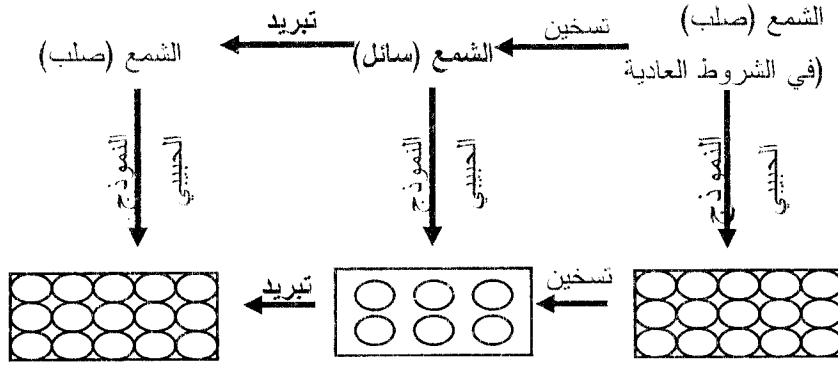 الشمع (صلب)
(في الشروط العادية
تسخين
الشمع (سائل)
تبريد
الشمع (صلب)
النموذج
الحبيبي
النموذج
الحبيبي
النموذج
الحبيبي
تسخين
تبريد